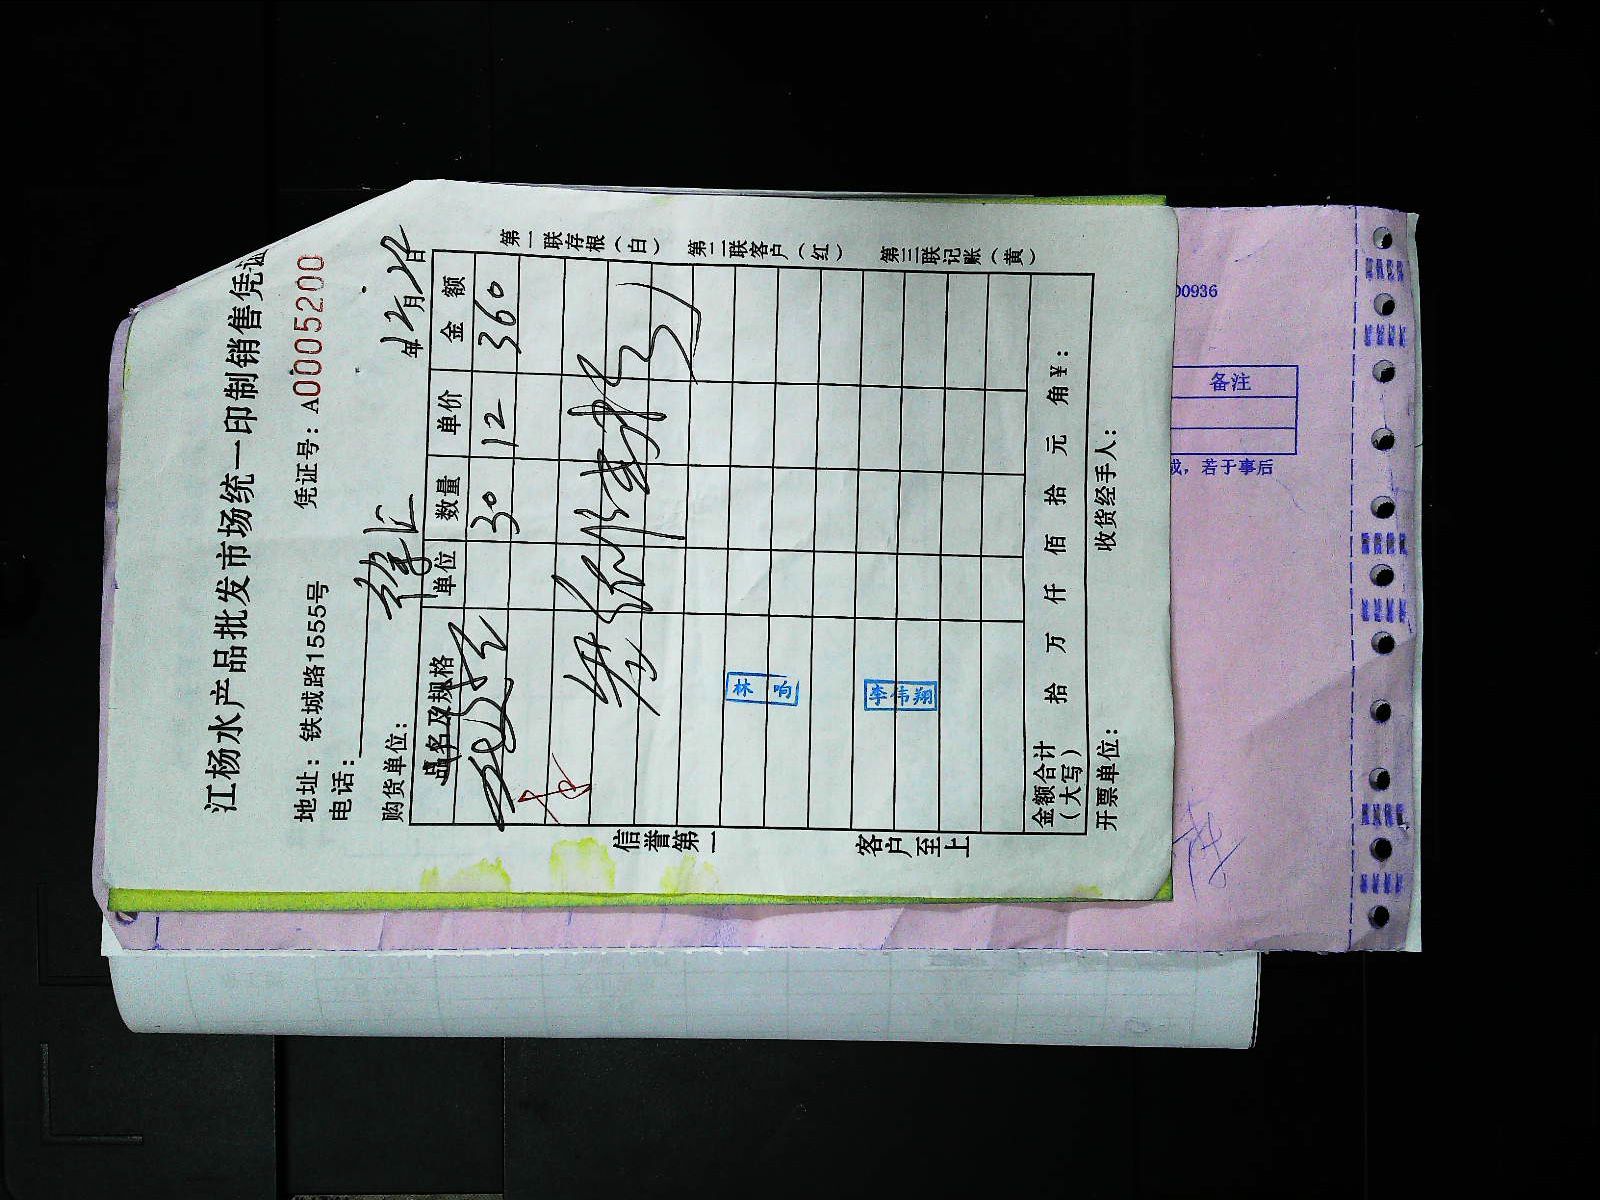 江杨水产品批发市场统一印制销售凭证
地址：铁城路1555号 凭证号：A0005200
电话：
购货单位： 年12月 日
品名及规格 单位 数量 单价 金额
30 12 360
林响
李伟翔
金额合计（大写） 拾 万 仟 佰 拾 元 角 ¥：
开票单位： 收货经手人：
第一联存根（白） 第二联客户（红） 第三联记账（黄）
信誉第一 客户至上
00936
备注
若于事后